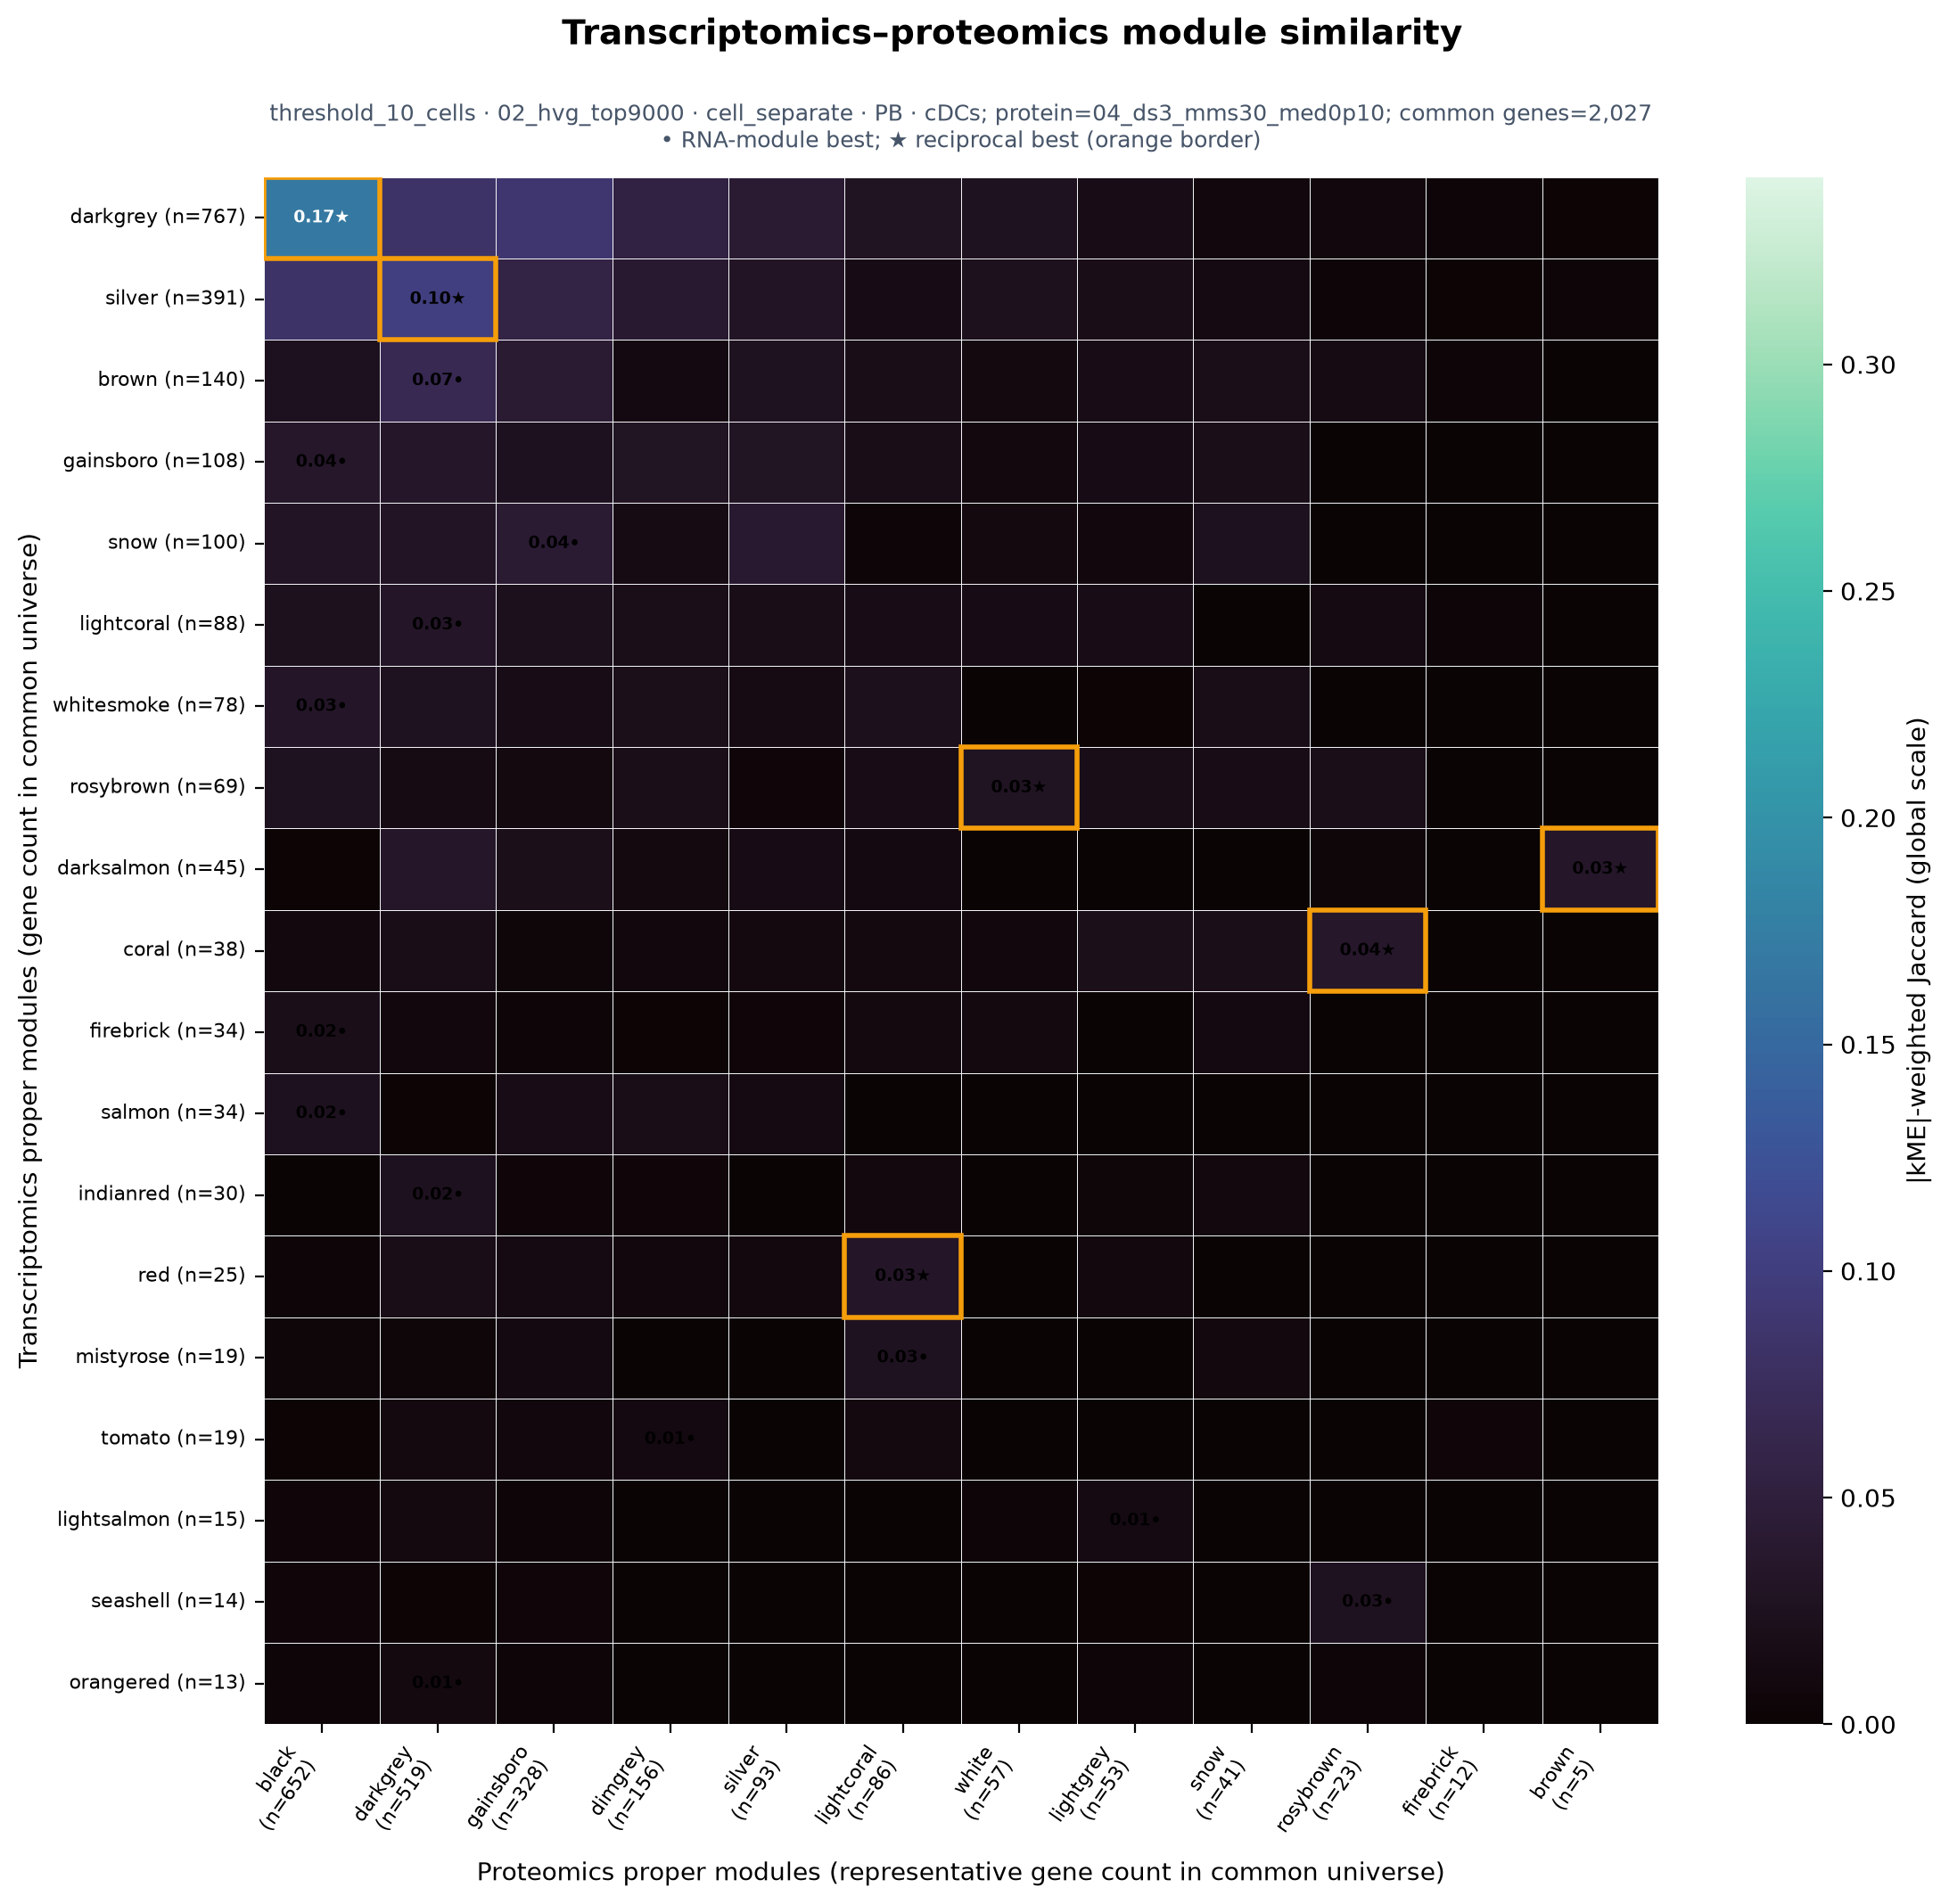 Transcriptomics–proteomics module similarity
threshold_10_cells · 02_hvg_top9000 · cell_separate · PB · cDCs; protein=04_ds3_mms30_med0p10; common genes=2,027
• RNA-module best; ★ reciprocal best (orange border)
Transcriptomics proper modules (gene count in common universe)
darkgrey (n=767)
0.17★
silver (n=391)
0.10★
brown (n=140)
0.07•
gainsboro (n=108)
0.04•
snow (n=100)
0.04•
lightcoral (n=88)
0.03•
whitesmoke (n=78)
0.03•
rosybrown (n=69)
0.03★
darksalmon (n=45)
0.03★
coral (n=38)
0.04★
firebrick (n=34)
0.02•
salmon (n=34)
0.02•
indianred (n=30)
0.02•
red (n=25)
0.03★
mistyrose (n=19)
0.03•
tomato (n=19)
0.01•
lightsalmon (n=15)
0.01•
seashell (n=14)
0.03•
orangered (n=13)
0.01•
black
(n=652)
darkgrey
(n=519)
gainsboro
(n=328)
dimgrey
(n=156)
silver
(n=93)
lightcoral
(n=86)
white
(n=57)
lightgrey
(n=53)
snow
(n=41)
rosybrown
(n=23)
firebrick
(n=12)
brown
(n=5)
Proteomics proper modules (representative gene count in common universe)
0.30
0.25
0.20
0.15
0.10
0.05
0.00
|kME|-weighted Jaccard (global scale)